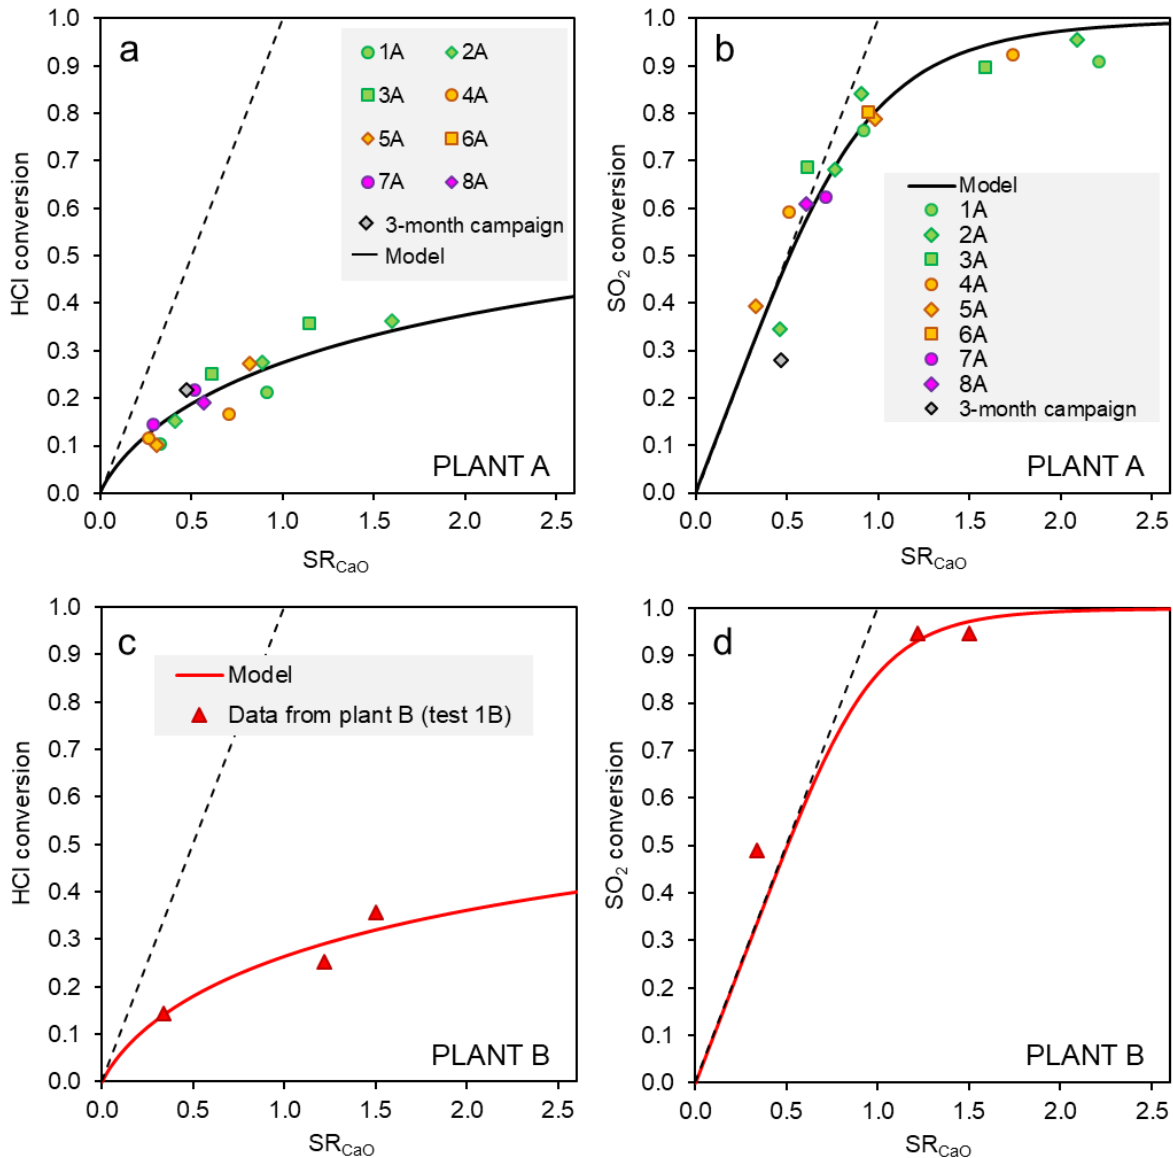 a
1.0
0.9
0.8
0.7
0.6
0.5
0.4
0.3
0.2
0.1
0.0
HCl conversion
1A 2A
3A 4A
5A 6A
7A 8A
3-month campaign
Model
PLANT A
0.0 0.5 1.0 1.5 2.0 2.5
SRCaO
b
1.0
0.9
0.8
0.7
0.6
0.5
0.4
0.3
0.2
0.1
0.0
SO2 conversion
Model
1A
2A
3A
4A
5A
6A
7A
8A
3-month campaign
PLANT A
0.0 0.5 1.0 1.5 2.0 2.5
SRCaO
c
1.0
0.9
0.8
0.7
0.6
0.5
0.4
0.3
0.2
0.1
0.0
HCl conversion
Model
Data from plant B (test 1B)
PLANT B
0.0 0.5 1.0 1.5 2.0 2.5
SRCaO
d
1.0
0.9
0.8
0.7
0.6
0.5
0.4
0.3
0.2
0.1
0.0
SO2 conversion
PLANT B
0.0 0.5 1.0 1.5 2.0 2.5
SRCaO